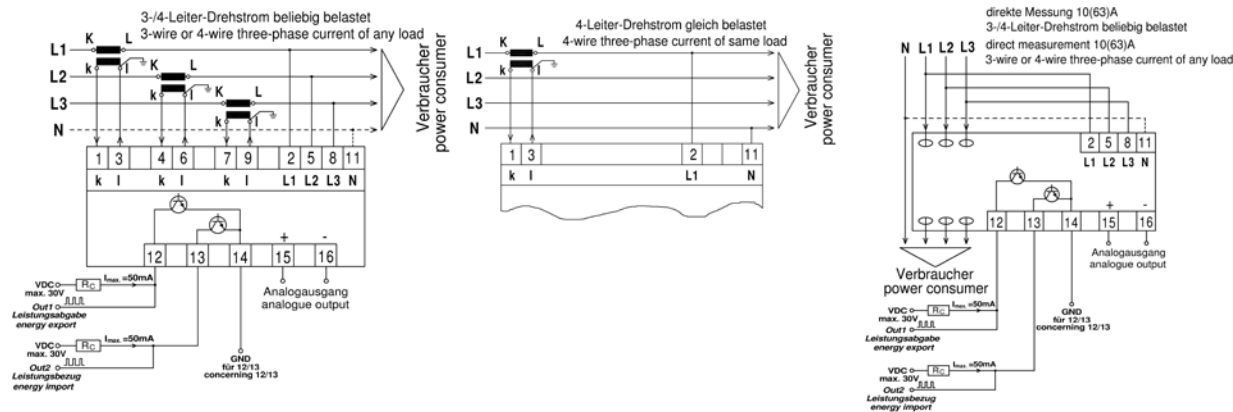 3-/4-Leiter-Drehstrom beliebig belastet
3-wire or 4-wire three-phase current of any load
K L
L1
k l
K L
L2
k l
K L
L3
k l
N
Verbraucher
power consumer
1 3 4 6 7 9 2 5 8 11
k l k l k l L1 L2 L3 N
+ -
12 13 14 15 16
Analogausgang
analogue output
VDC
max. 30V
RC
Imax. =50mA
Out1
Leistungsabgabe
energy export
VDC
max. 30V
RC
Imax. =50mA
Out2
Leistungsbezug
energy import
GND
für 12/13
concerning 12/13
4-Leiter-Drehstrom gleich belastet
4-wire three-phase current of same load
K L
L1
k l
L2
L3
N
Verbraucher
power consumer
1 3 2 11
k l L1 N
direkte Messung 10(63)A
3-/4-Leiter-Drehstrom beliebig belastet
direct measurement 10(63)A
3-wire or 4-wire three-phase current of any load
N L1 L2 L3
2 5 8 11
L1 L2 L3 N
+ -
12 13 14 15 16
Analogausgang
analogue output
Verbraucher
power consumer
VDC
max. 30V
RC
Imax. =50mA
Out1
Leistungsabgabe
energy export
GND
für 12/13
concerning 12/13
VDC
max. 30V
RC
Imax. =50mA
Out2
Leistungsbezug
energy import